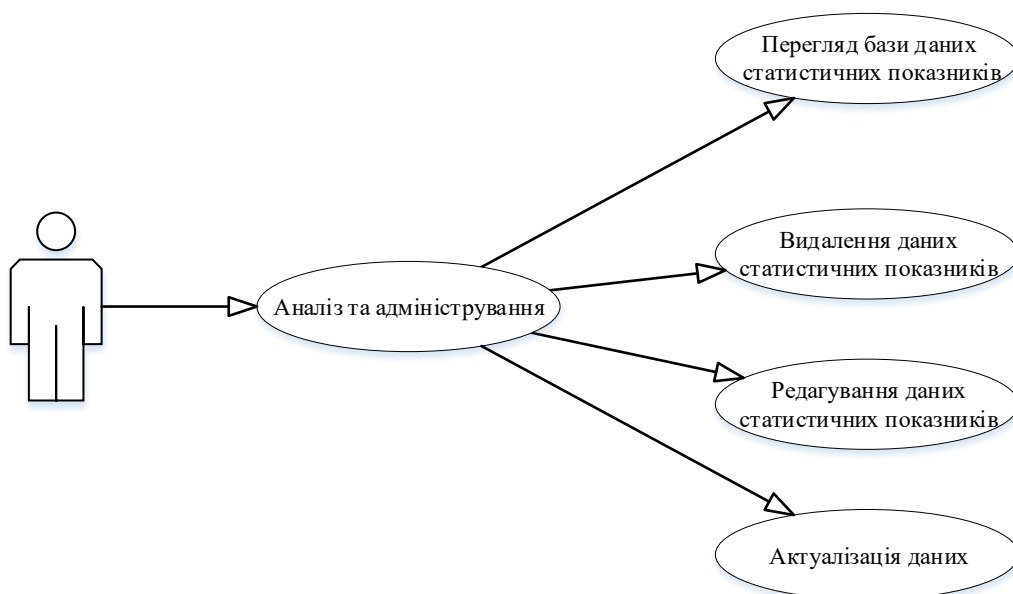 Перегляд бази даних
статистичних показників
Видалення даних
статистичних показників
Аналіз та адміністрування
Редагування даних
статистичних показників
Актуалізація даних